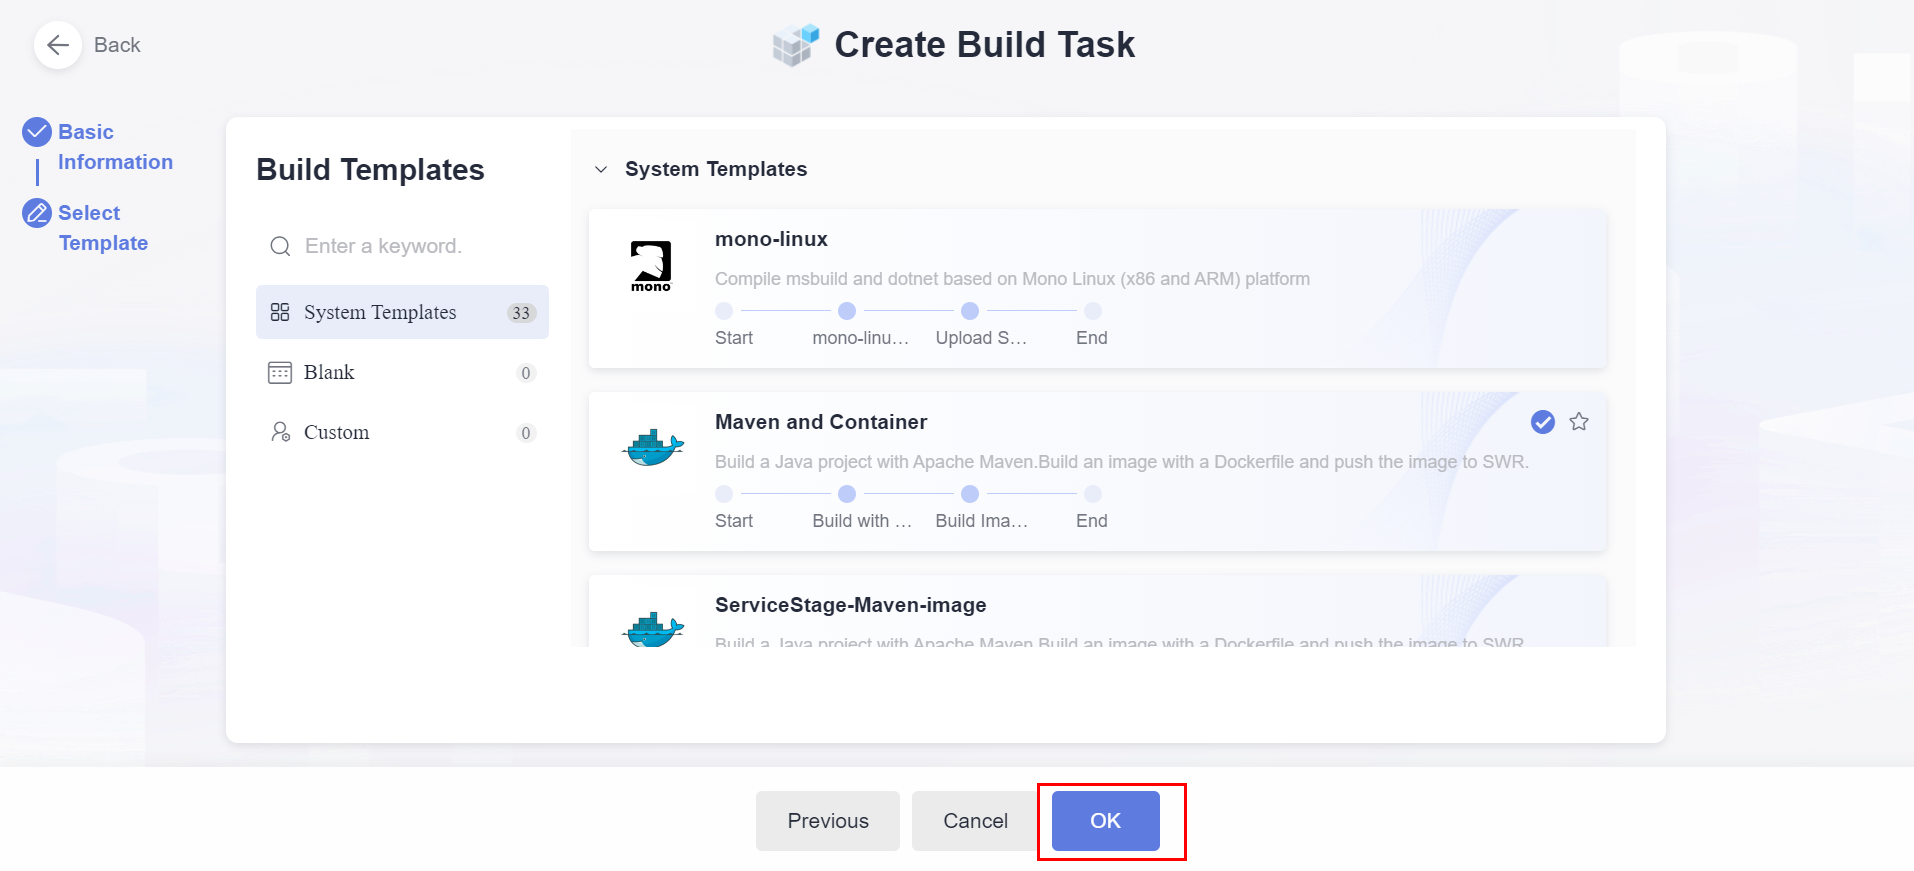 Back
Create Build Task
Basic
Information
Select
Template
Build Templates
Enter a keyword.
System Templates 33
Blank 0
Custom 0
System Templates
mono
mono-linux
Compile msbuild and dotnet based on Mono Linux (x86 and ARM) platform
Start mono-linu... Upload S... End
Maven and Container
Build a Java project with Apache Maven.Build an image with a Dockerfile and push the image to SWR.
Start Build with ... Build Ima... End
ServiceStage-Maven-image
Build a Java project with Apache Maven.Build an image with a Dockerfile and push the image to SWR.
Previous Cancel OK